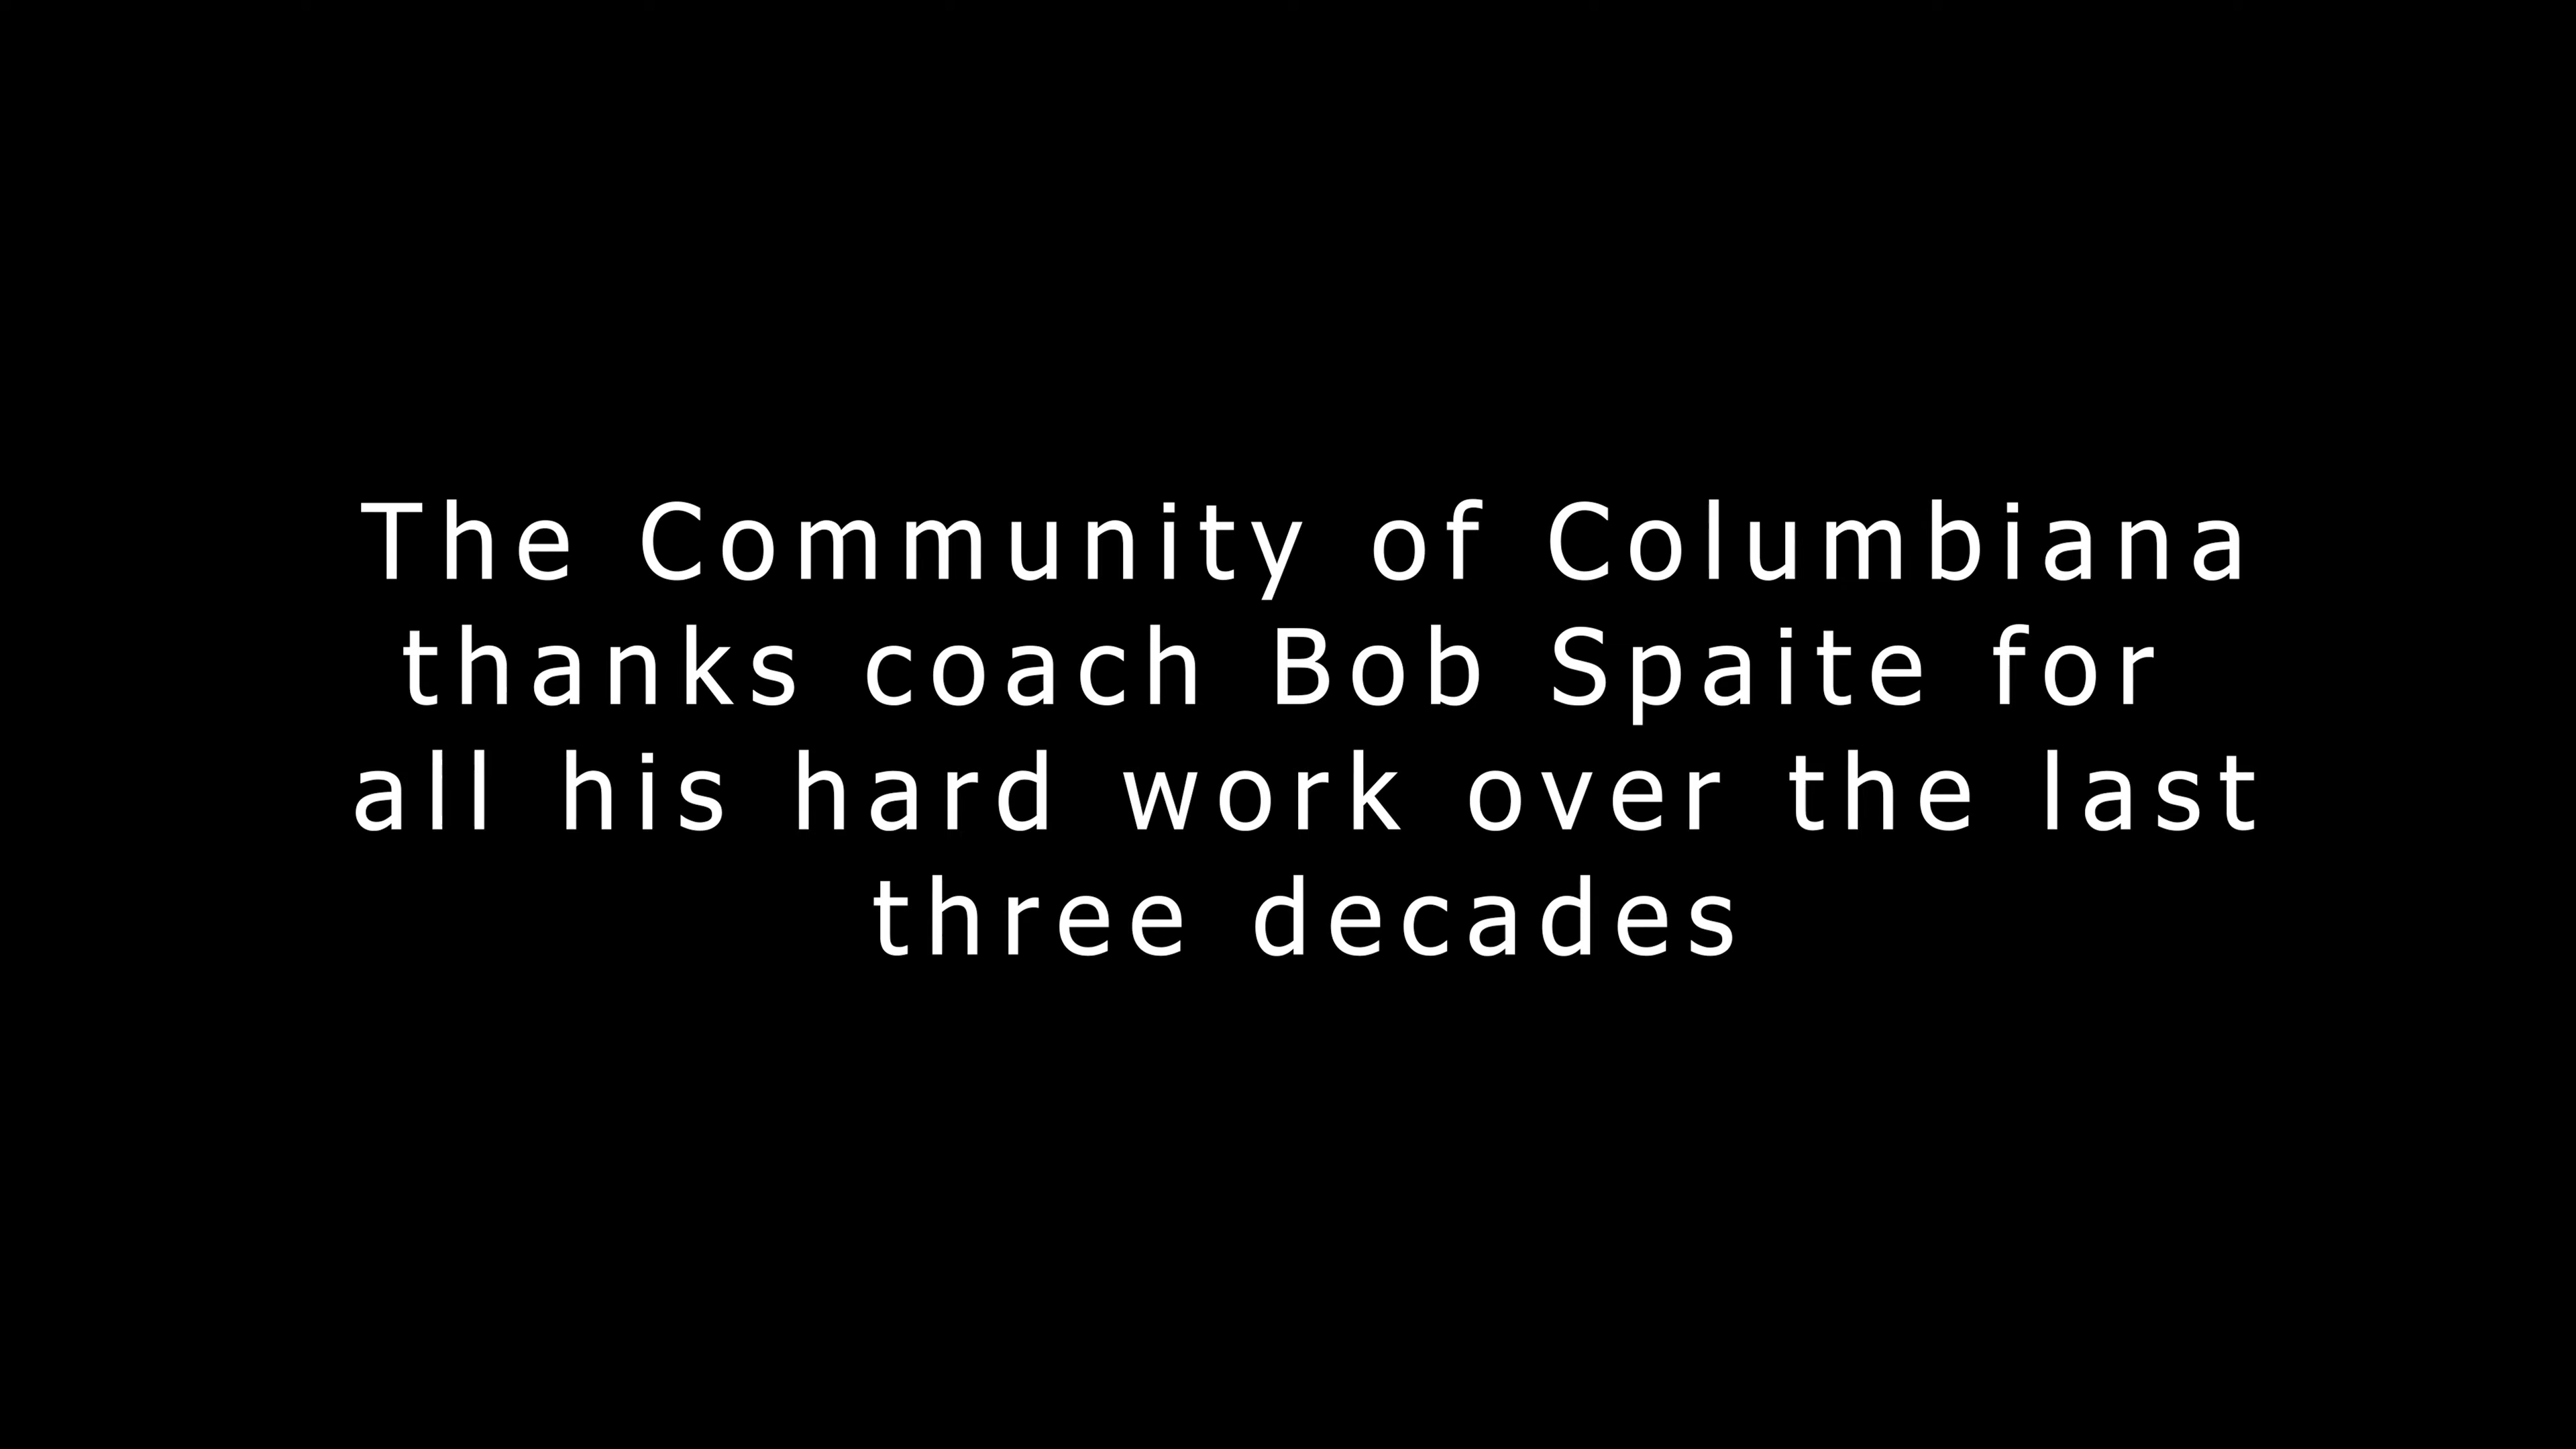 The Community of Columbiana
thanks coach Bob Spaite for
all his hard work over the last
three decades